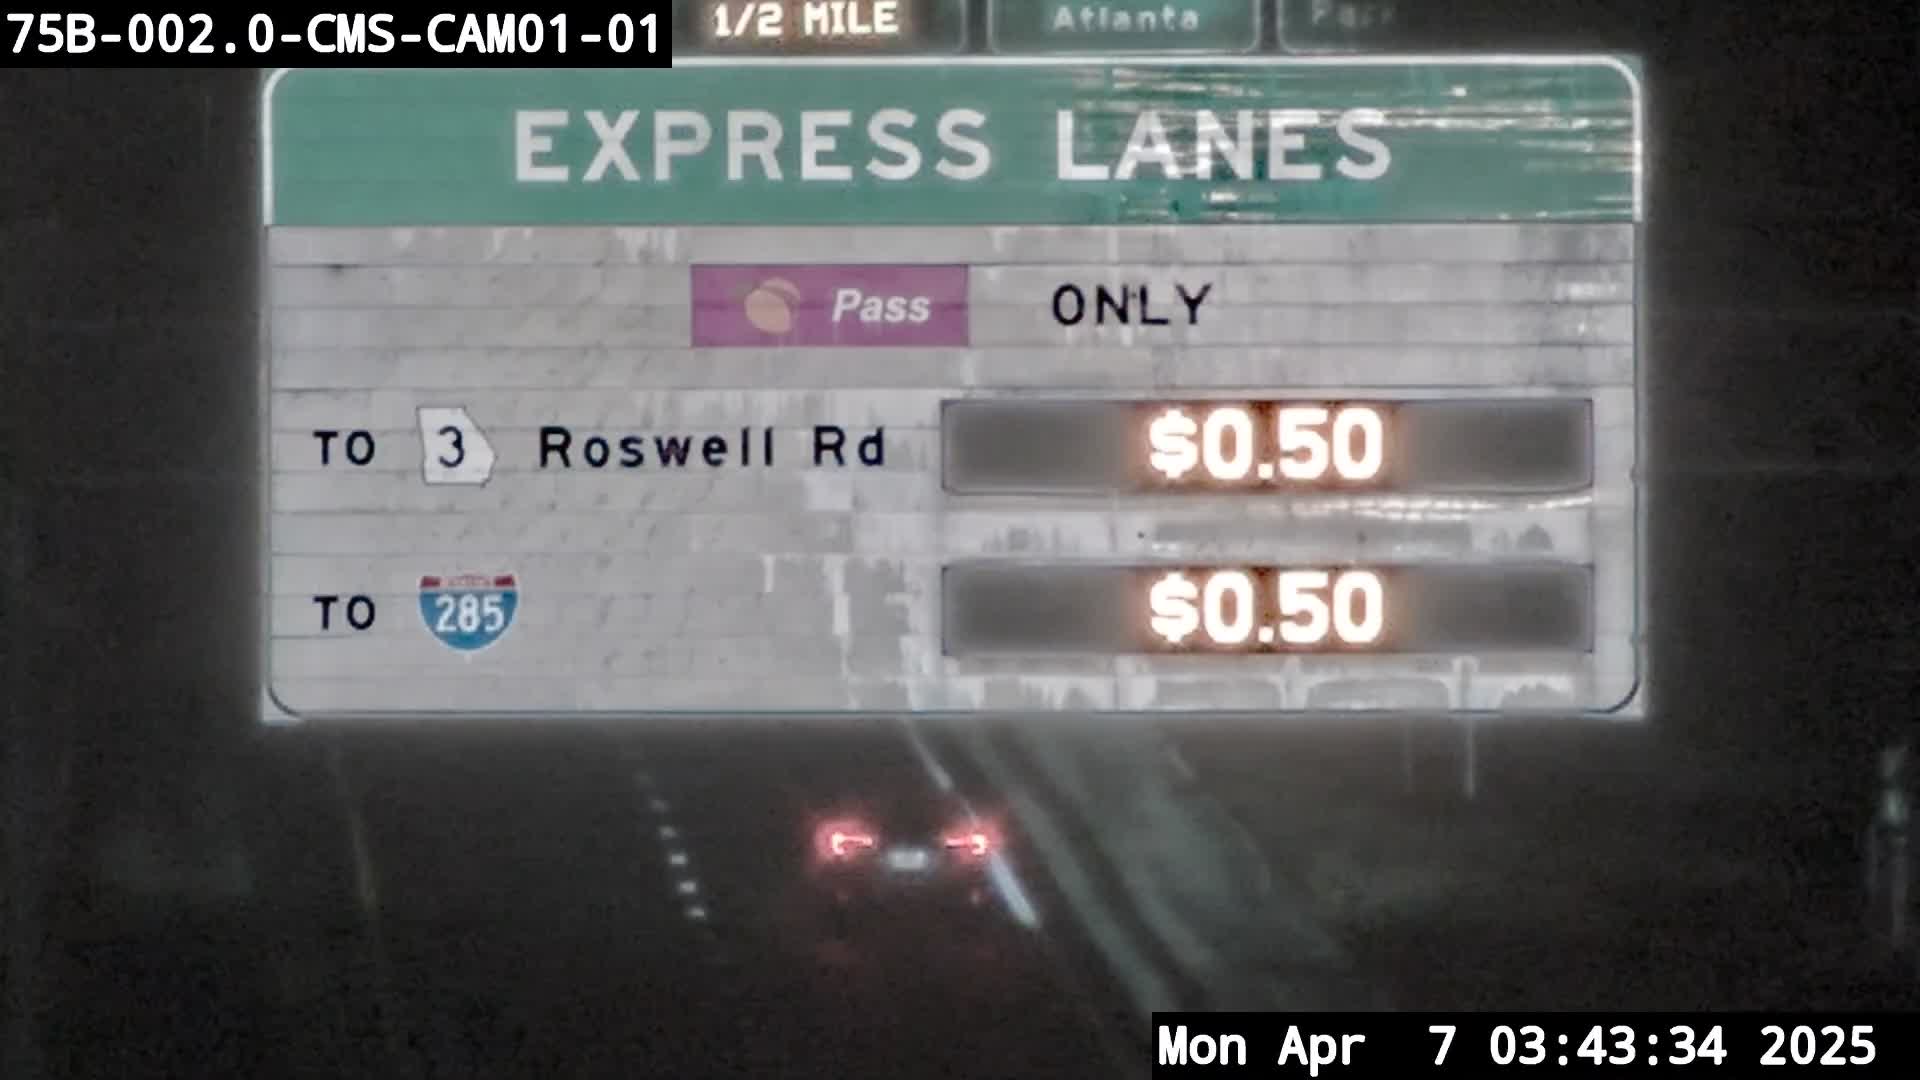 75B-002.0-CMS-CAM01-01
1/2 MILE
Atlanta
EXPRESS LANES
Pass ONLY
TO 3 Roswell Rd $0.50
TO 285 $0.50
Mon Apr 7 03:43:34 2025